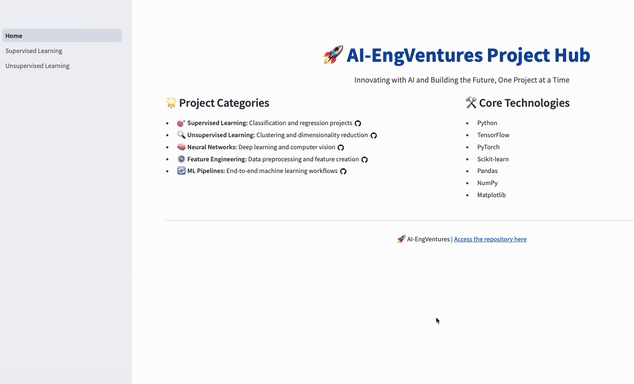 Home
Supervised Learning
Unsupervised Learning
🚀 AI-EngVentures Project Hub
Innovating with AI and Building the Future, One Project at a Time
🌟 Project Categories
• 🎯 Supervised Learning: Classification and regression projects
• 🔍 Unsupervised Learning: Clustering and dimensionality reduction
• 🧠 Neural Networks: Deep learning and computer vision
• ⚙️ Feature Engineering: Data preprocessing and feature creation
• 🔄 ML Pipelines: End-to-end machine learning workflows
🛠️ Core Technologies
• Python
• TensorFlow
• PyTorch
• Scikit-learn
• Pandas
• NumPy
• Matplotlib
🚀 AI-EngVentures | Access the repository here